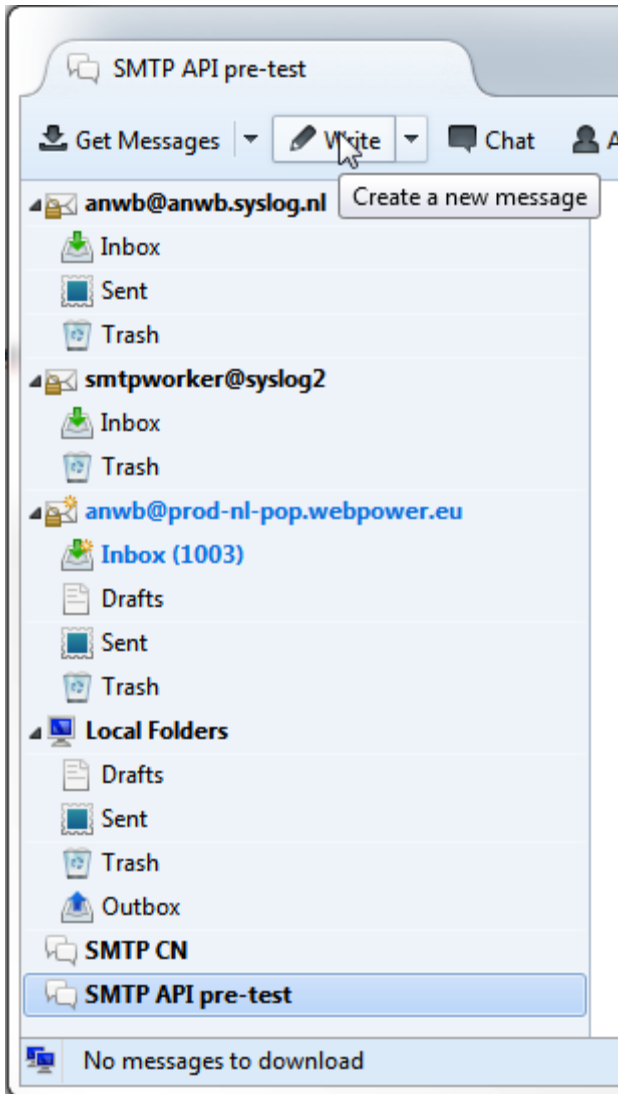 SMTP API pre-test
Get Messages Write Chat A
Create a new message
anwb@anwb.syslog.nl
Inbox
Sent
Trash
smtpworker@syslog2
Inbox
Trash
anwb@prod-nl-pop.webpower.eu
Inbox (1003)
Drafts
Sent
Trash
Local Folders
Drafts
Sent
Trash
Outbox
SMTP CN
SMTP API pre-test
No messages to download